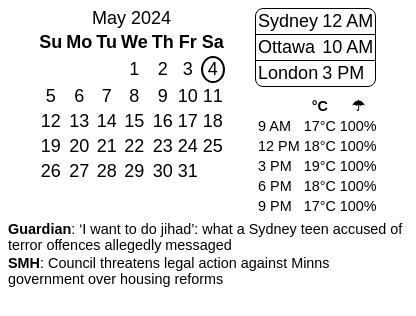 May 2024
Su Mo Tu We Th Fr Sa
1 2 3 4
5 6 7 8 9 10 11
12 13 14 15 16 17 18
19 20 21 22 23 24 25
26 27 28 29 30 31
Sydney 12 AM
Ottawa 10 AM
London 3 PM
°C ☂
9 AM 17°C 100%
12 PM 18°C 100%
3 PM 19°C 100%
6 PM 18°C 100%
9 PM 17°C 100%
Guardian: ‘I want to do jihad’: what a Sydney teen accused of
terror offences allegedly messaged
SMH: Council threatens legal action against Minns
government over housing reforms